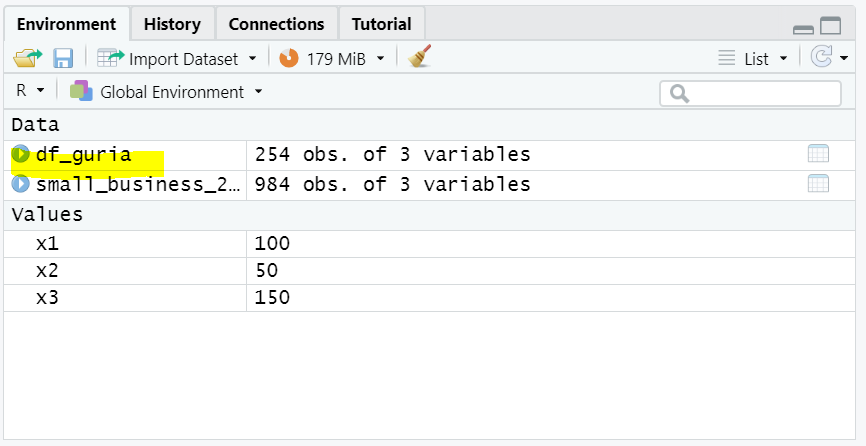 Environment History Connections Tutorial
Import Dataset 179 MiB List
R Global Environment
Data
df_guria 254 obs. of 3 variables
small_business_2… 984 obs. of 3 variables
Values
x1 100
x2 50
x3 150